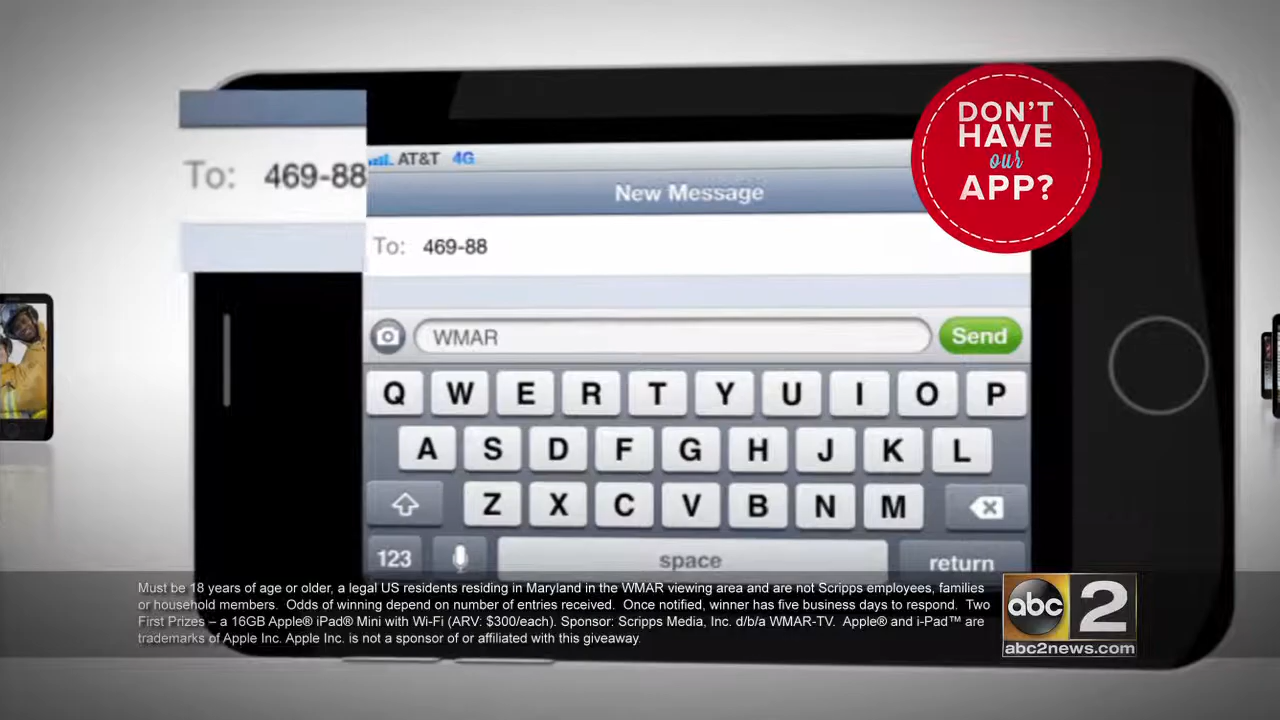 DON'T
HAVE
our
APP?
To: 469-88
AT&T 4G
New Message
To: 469-88
WMAR
Send
Q W E R T Y U I O P
A S D F G H J K L
Z X C V B N M
123 space return
Must be 18 years of age or older, a legal US residents residing in Maryland in the WMAR viewing area and are not Scripps employees, families
or household members. Odds of winning depend on number of entries received. Once notified, winner has five business days to respond. Two
First Prizes – a 16GB Apple® iPad® Mini with Wi-Fi (ARV: $300/each). Sponsor: Scripps Media, Inc. d/b/a WMAR-TV. Apple® and i-Pad™ are
trademarks of Apple Inc. Apple Inc. is not a sponsor of or affiliated with this giveaway.
abc 2
abc2news.com